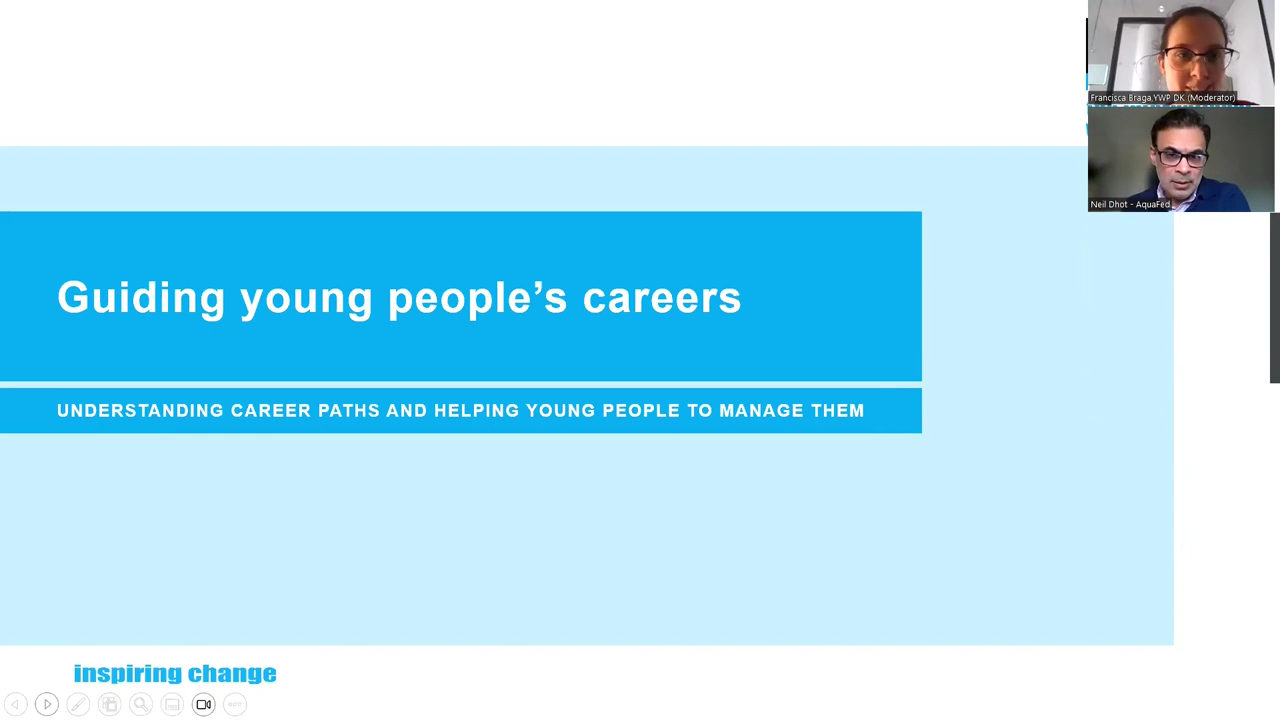 Francisca Braga,YWP DK (Moderator)
Neil Dhot - AquaFed
Guiding young people’s careers
UNDERSTANDING CAREER PATHS AND HELPING YOUNG PEOPLE TO MANAGE THEM
inspiring change